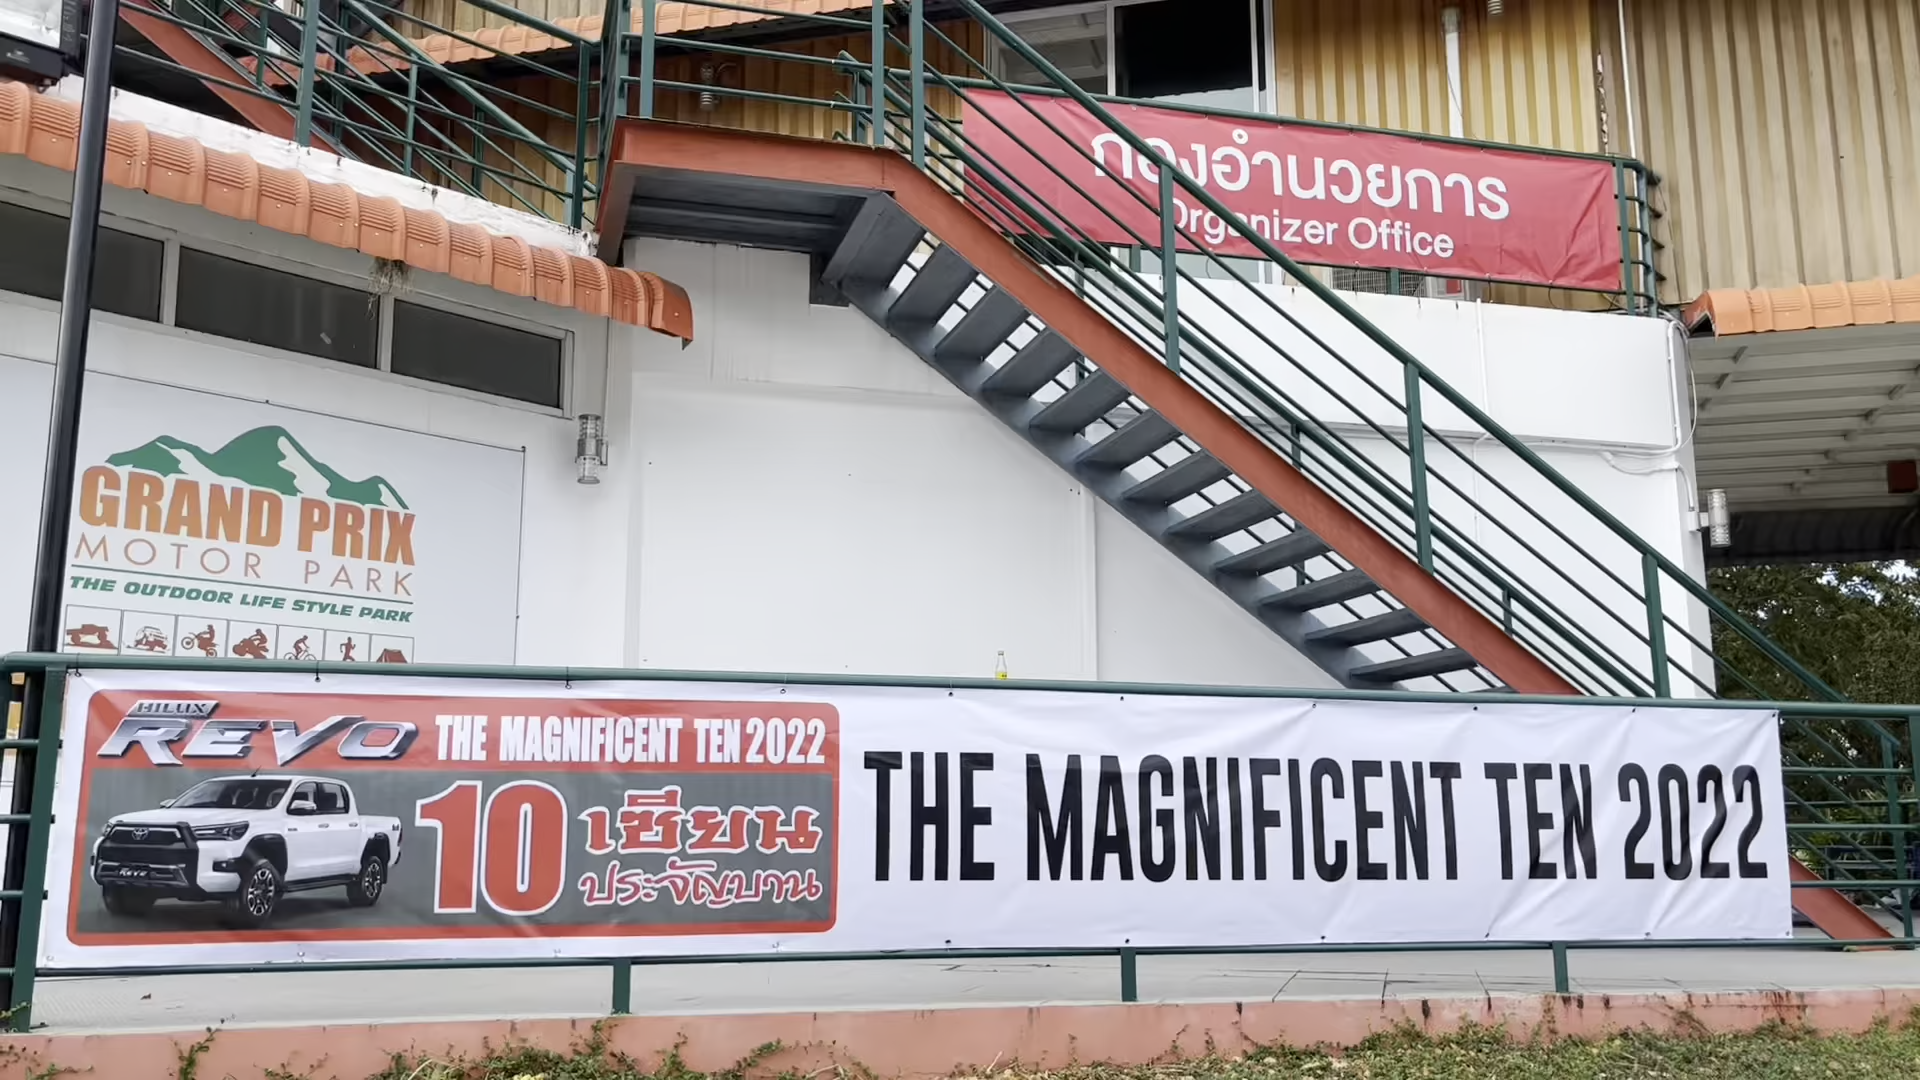 กองอำนวยการ
Organizer Office
GRAND PRIX
MOTOR PARK
THE OUTDOOR LIFE STYLE PARK
HILUX
REVO
THE MAGNIFICENT TEN 2022
10 เซียน
ประจัญบาน
REVO
THE MAGNIFICENT TEN 2022